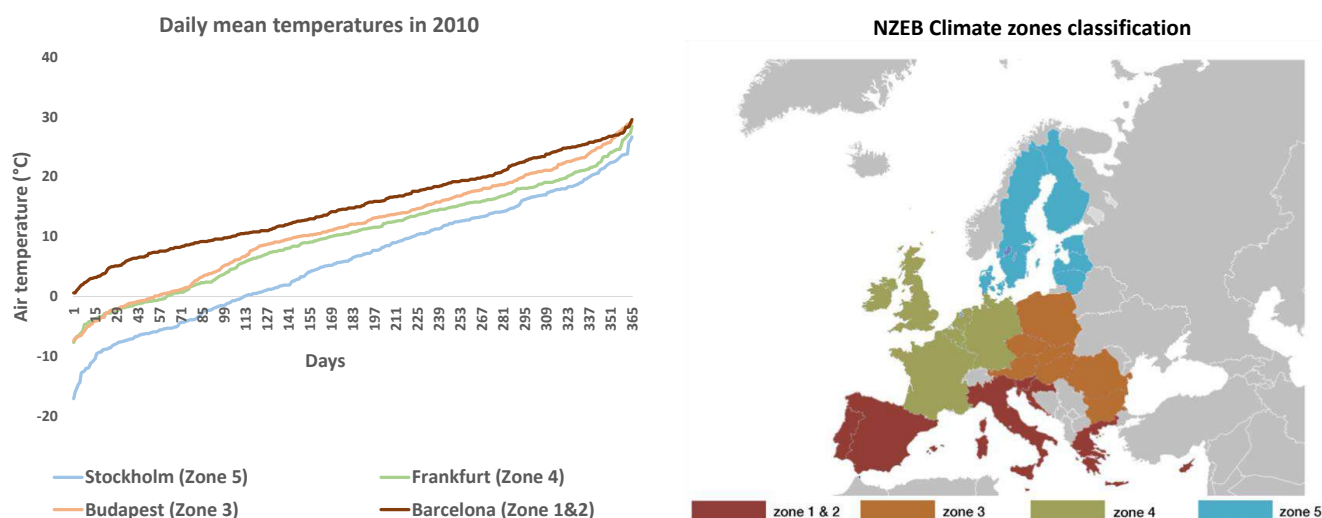 Daily mean temperatures in 2010
40
30
20
10
0
-10
-20
Air temperature (°C)
1 15 29 43 57 71 85 99 113 127 141 155 169 183 197 211 225 239 253 267 281 295 309 323 337 351 365
Days
Stockholm (Zone 5) Frankfurt (Zone 4)
Budapest (Zone 3) Barcelona (Zone 1&2)
NZEB Climate zones classification
zone 1 & 2 zone 3 zone 4 zone 5